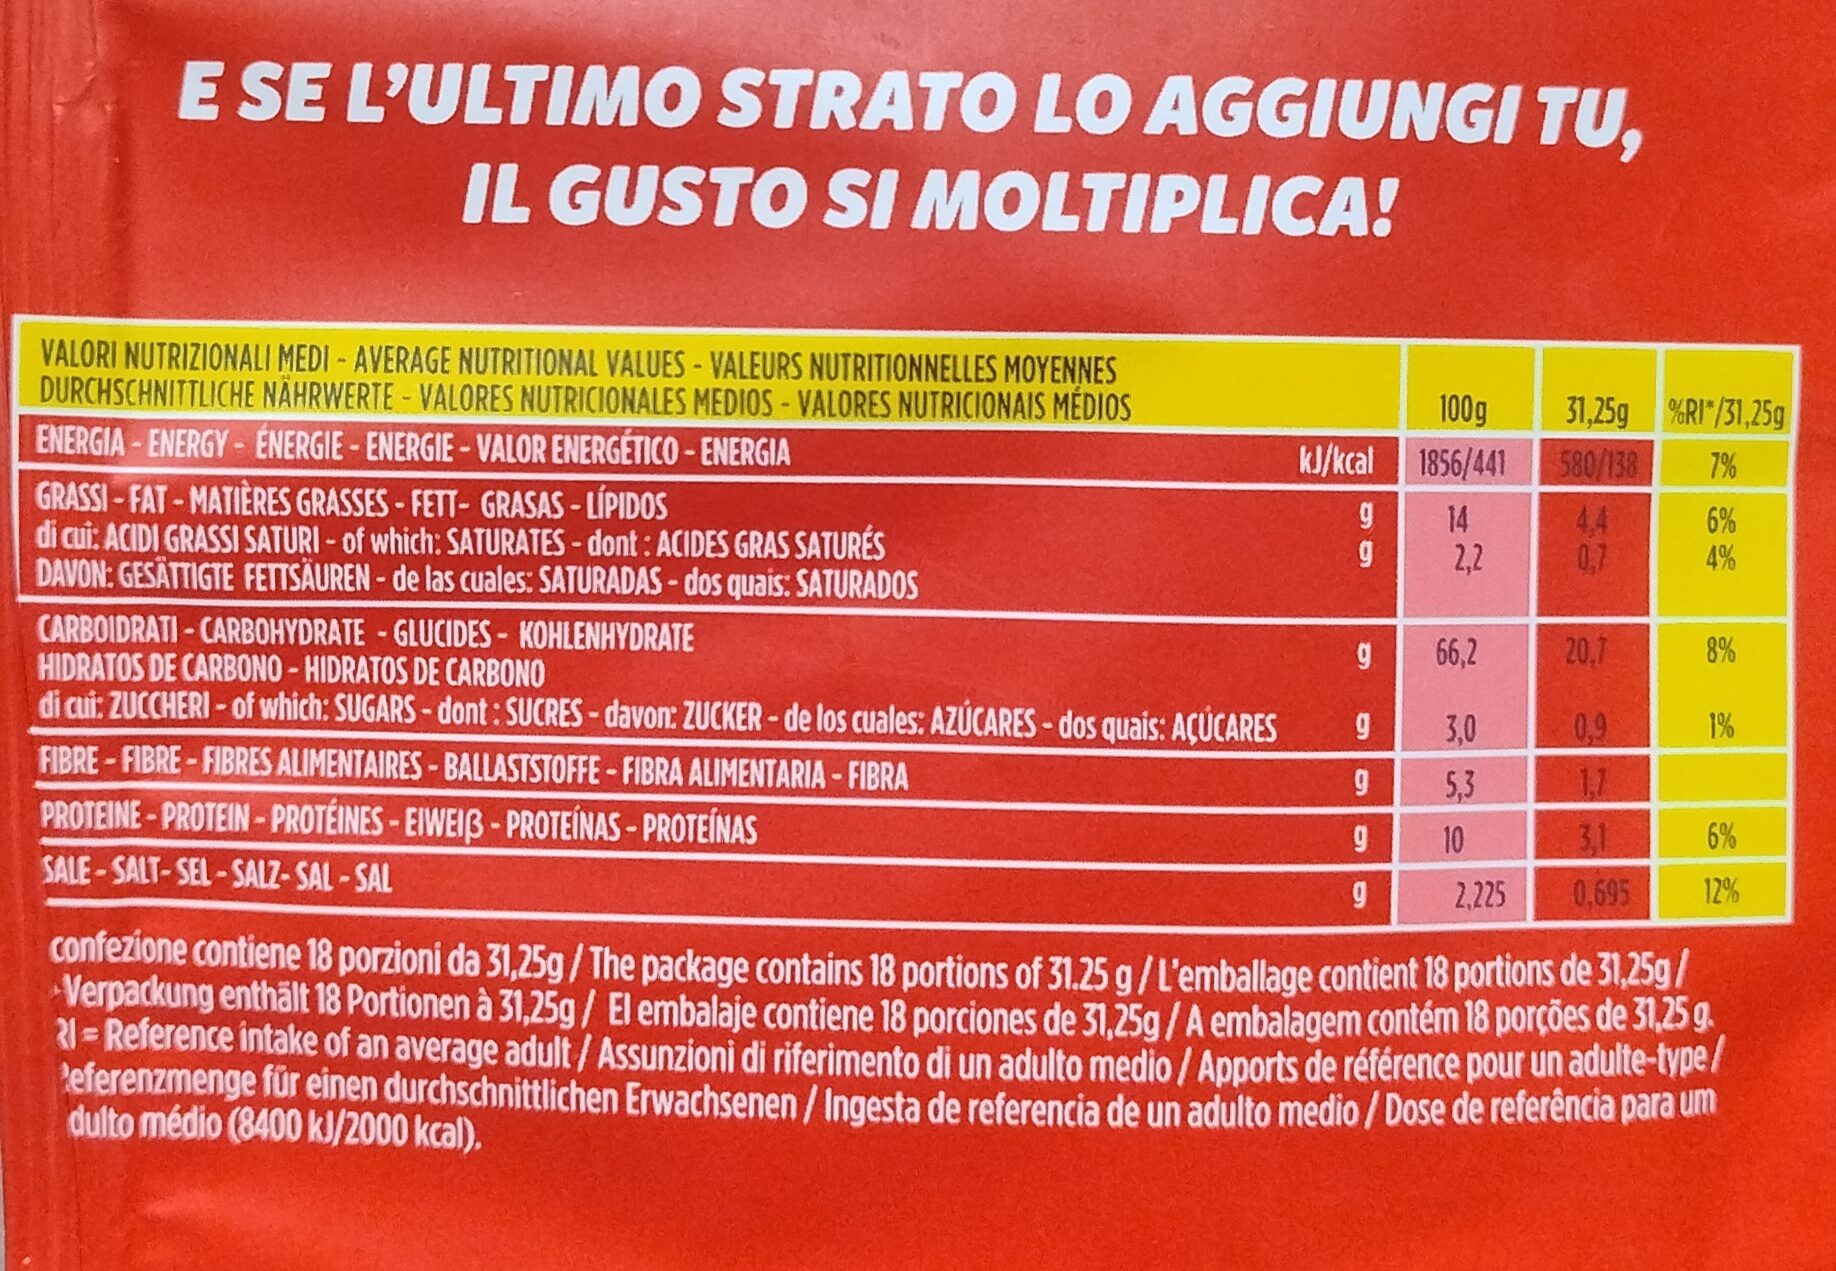 E SE L'ULTIMO STRATO LO AGGIUNGI TU,
IL GUSTO SI MOLTIPLICA!
VALORI NUTRIZIONALI MEDI - AVERAGE NUTRITIONAL VALUES - VALEURS NUTRITIONNELLES MOYENNES
DURCHSCHNITTLICHE NÄHRWERTE - VALORES NUTRICIONALES MEDIOS - VALORES NUTRICIONAIS MÉDIOS 100g 31,25g %RI*/31,25g
ENERGIA - ENERGY - ÉNERGIE - ENERGIE - VALOR ENERGÉTICO - ENERGIA kJ/kcal 1856/441 580/138 7%
GRASSI - FAT - MATIÈRES GRASSES - FETT- GRASAS - LÍPIDOS g 14 4,4 6%
di cui: ACIDI GRASSI SATURI - of which: SATURATES - dont : ACIDES GRAS SATURÉS g 2,2 0,7 4%
DAVON: GESÄTTIGTE FETTSÄUREN - de las cuales: SATURADAS - dos quais: SATURADOS
CARBOIDRATI - CARBOHYDRATE - GLUCIDES - KOHLENHYDRATE g 66,2 20,7 8%
HIDRATOS DE CARBONO - HIDRATOS DE CARBONO
di cui: ZUCCHERI - of which: SUGARS - dont : SUCRES - davon: ZUCKER - de los cuales: AZÚCARES - dos quais: AÇÚCARES g 3,0 0,9 1%
FIBRE - FIBRE - FIBRES ALIMENTAIRES - BALLASTSTOFFE - FIBRA ALIMENTARIA - FIBRA g 5,3 1,7
PROTEINE - PROTEIN - PROTÉINES - EIWEIß - PROTEÍNAS - PROTEÍNAS g 10 3,1 6%
SALE - SALT- SEL - SALZ- SAL - SAL g 2,225 0,695 12%
confezione contiene 18 porzioni da 31,25g / The package contains 18 portions of 31.25 g / L'emballage contient 18 portions de 31,25g /
Verpackung enthält 18 Portionen à 31,25g / El embalaje contiene 18 porciones de 31,25g / A embalagem contém 18 porções de 31,25 g.
RI = Reference intake of an average adult / Assunzioni di riferimento di un adulto medio / Apports de référence pour un adulte-type /
eferenzmenge für einen durchschnittlichen Erwachsenen / Ingesta de referencia de un adulto medio / Dose de referência para um
dulto médio (8400 kJ/2000 kcal).